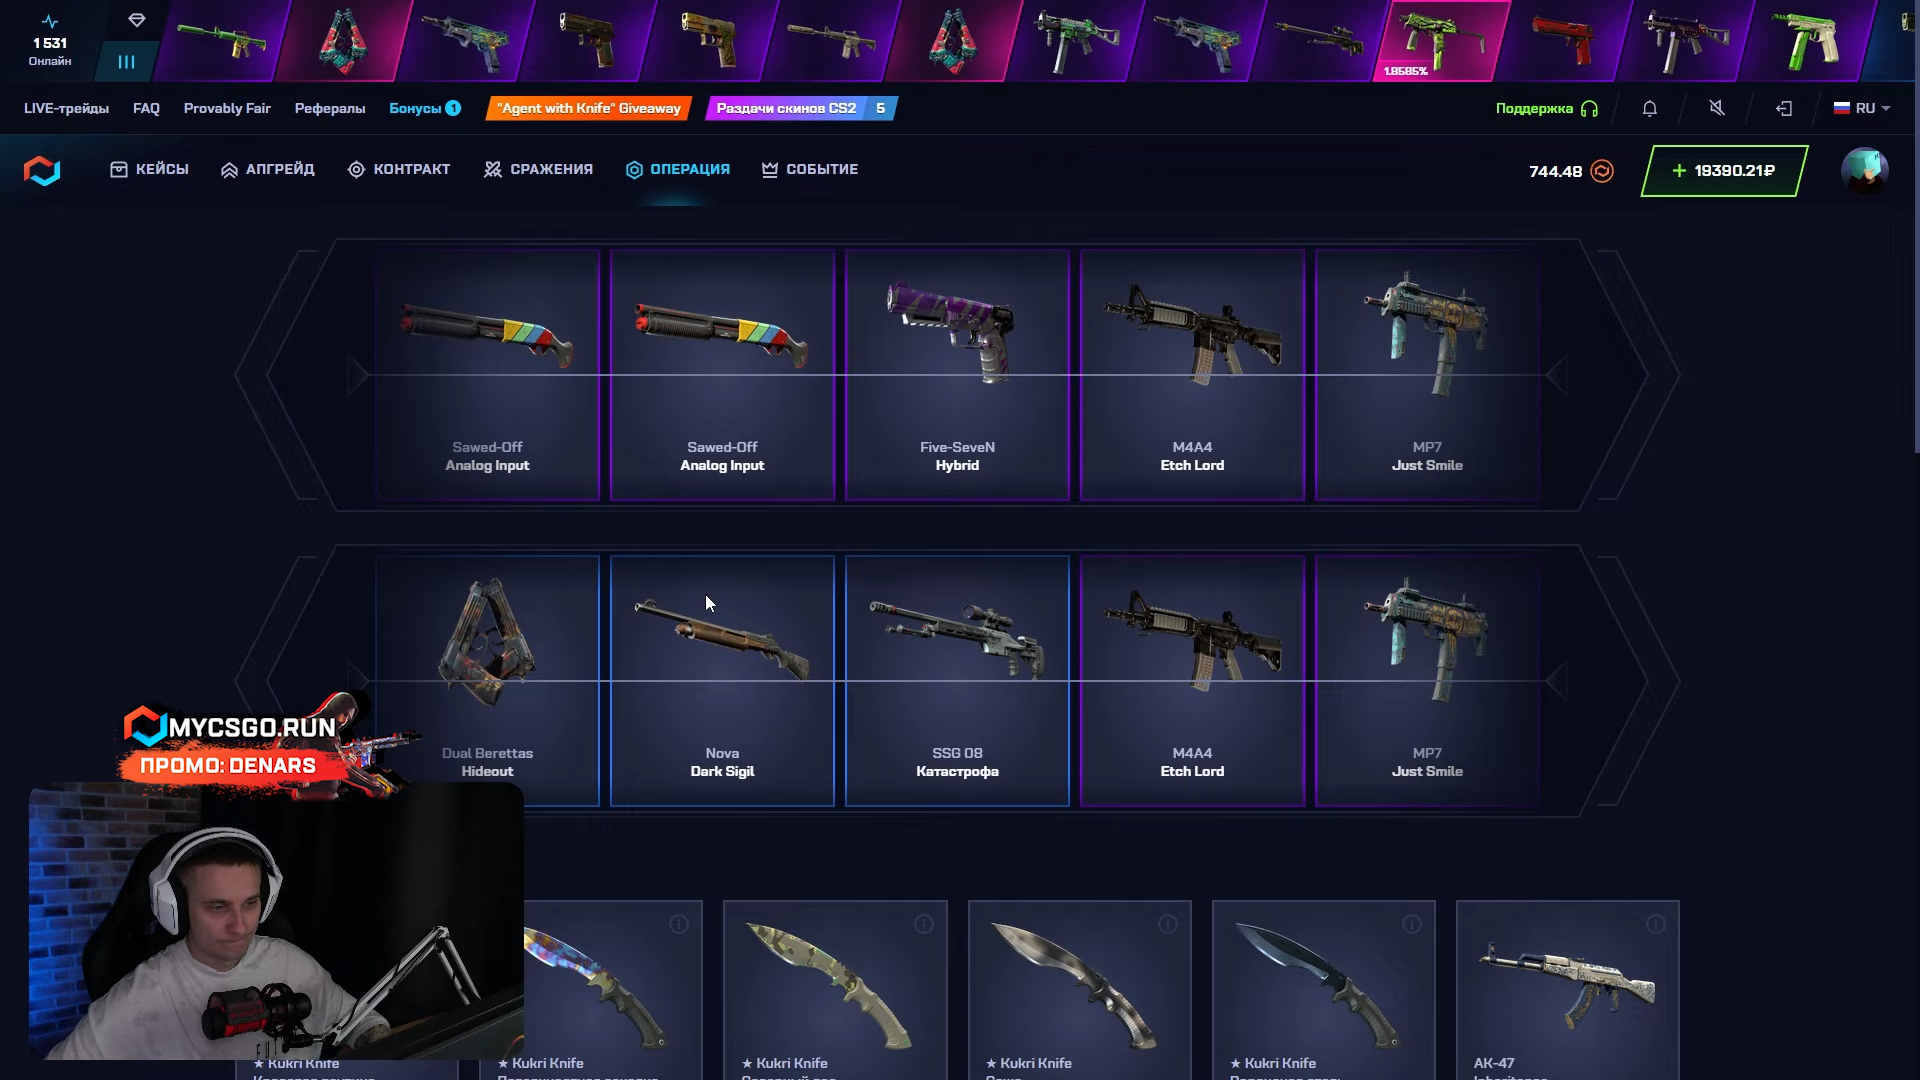 1 531
Онлайн
1.8585%
LIVE-трейды
FAQ
Provably Fair
Рефералы
Бонусы 1
"Agent with Knife" Giveaway
Раздачи скинов CS2 5
Поддержка
RU
КЕЙСЫ
АПГРЕЙД
КОНТРАКТ
СРАЖЕНИЯ
ОПЕРАЦИЯ
СОБЫТИЕ
744.48
+ 19390.21₽
Sawed-Off
Analog Input
Sawed-Off
Analog Input
Five-SeveN
Hybrid
M4A4
Etch Lord
MP7
Just Smile
Dual Berettas
Hideout
Nova
Dark Sigil
SSG 08
Катастрофа
M4A4
Etch Lord
MP7
Just Smile
MYCSGO.RUN
ПРОМО: DENARS
★ Kukri Knife
★ Kukri Knife
★ Kukri Knife
★ Kukri Knife
★ Kukri Knife
AK-47